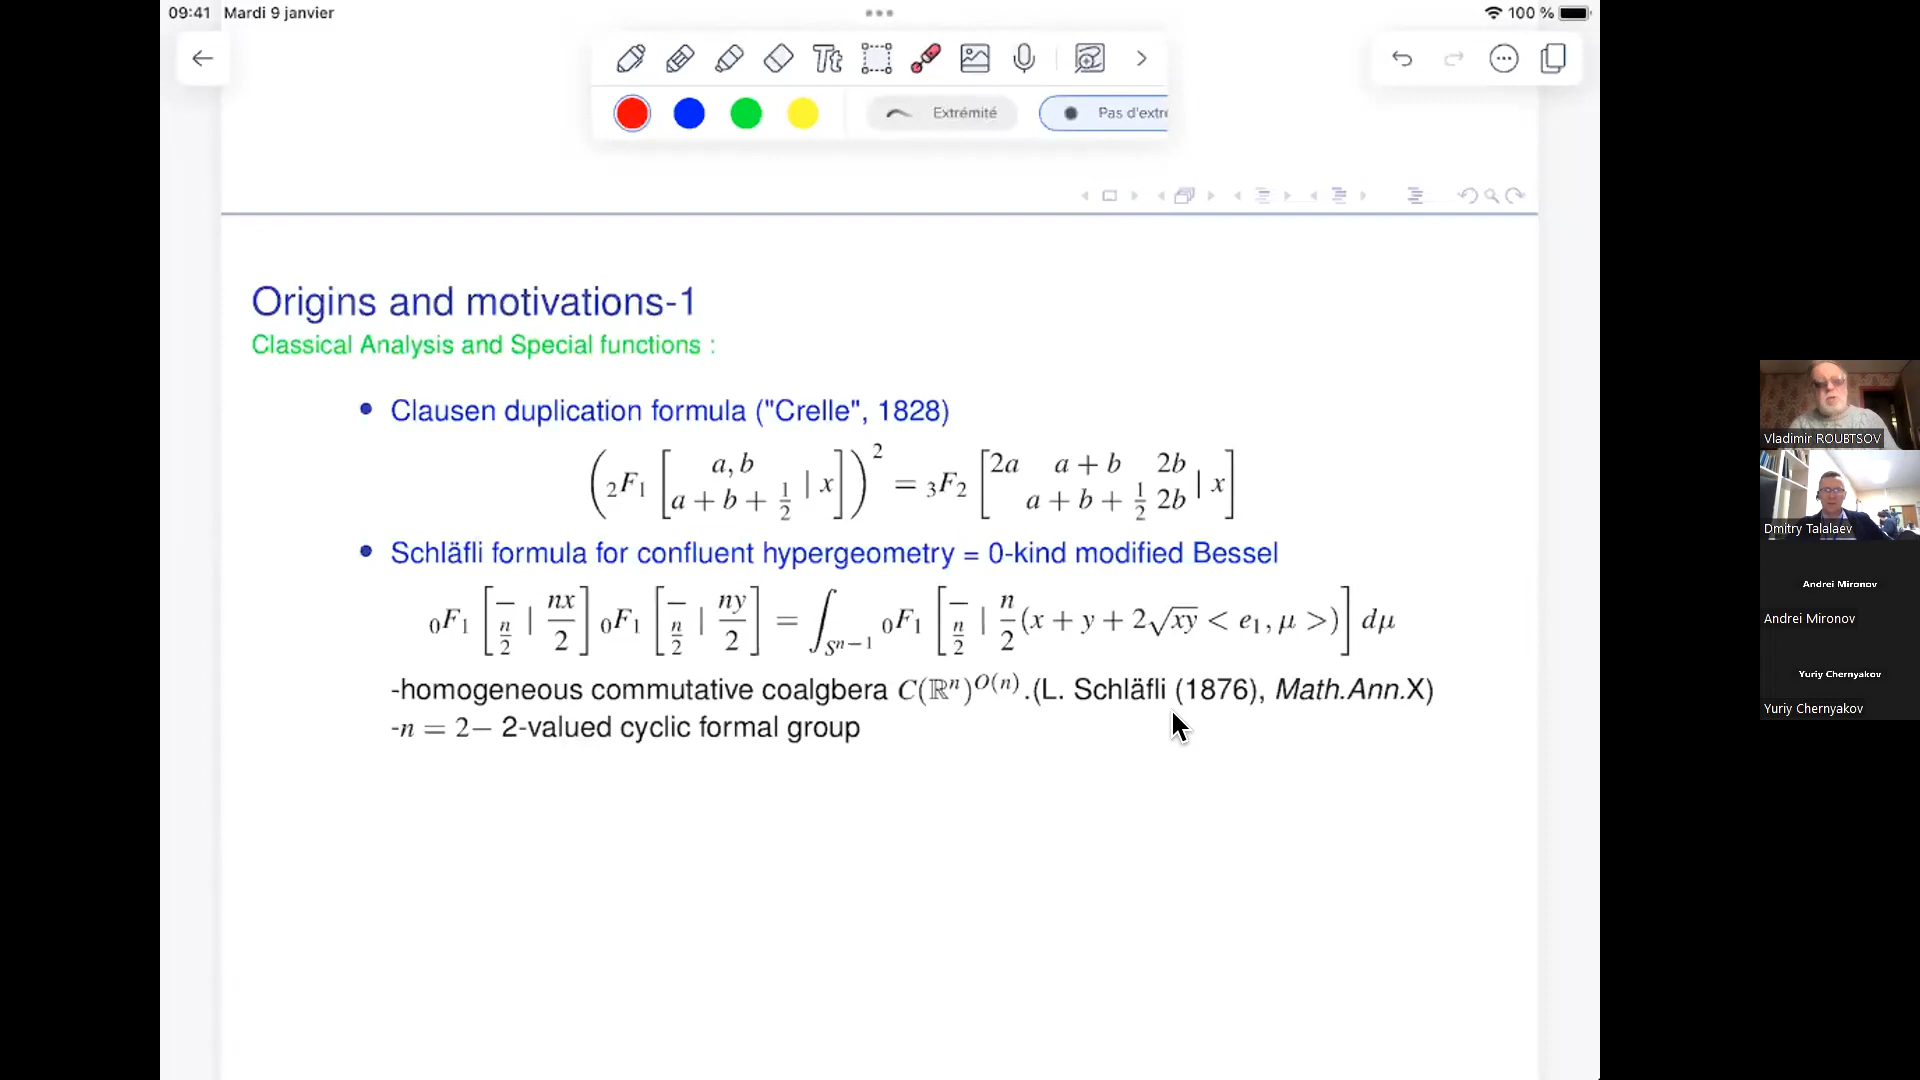 09:41 Mardi 9 janvier
100 %
Tt
Extrémité
Pas d'extré
Origins and motivations-1
Classical Analysis and Special functions :
• Clausen duplication formula ("Crelle", 1828)
(₂F₁ [a, b; a + b + 1/2 | x])² = ₃F₂ [2a a + b 2b; a + b + 1/2 2b | x]
• Schläfli formula for confluent hypergeometry = 0-kind modified Bessel
₀F₁ [−; n/2 | nx/2] ₀F₁ [−; n/2 | ny/2] = ∫_{Sⁿ⁻¹} ₀F₁ [−; n/2 | n/2 (x + y + 2√xy < e₁, μ >)] dμ
-homogeneous commutative coalgbera C(ℝⁿ)^{O(n)}.(L. Schläfli (1876), Math.Ann.X)
-n = 2− 2-valued cyclic formal group
Vladimir ROUBTSOV
Dmitry Talalaev
Andrei Mironov
Andrei Mironov
Yuriy Chernyakov
Yuriy Chernyakov